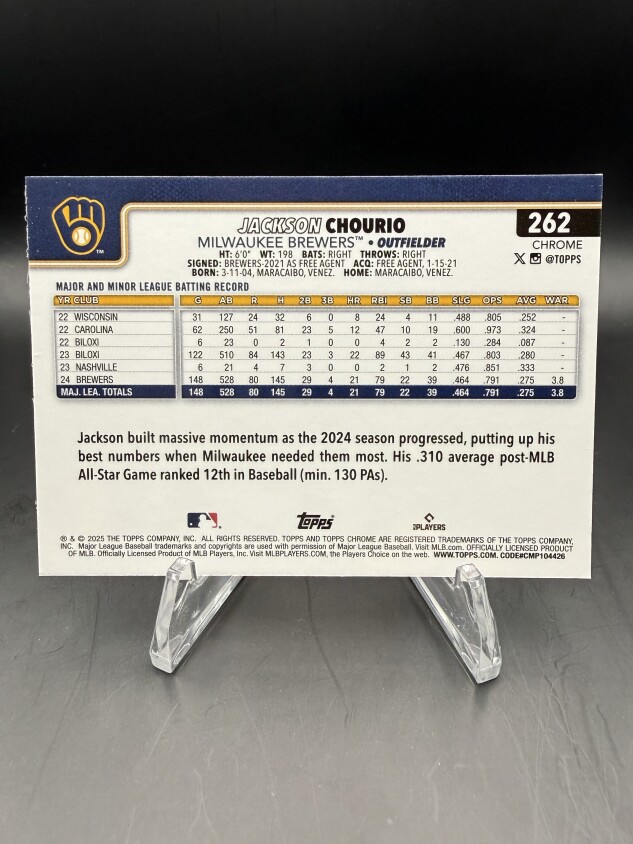 JACKSON CHOURIO
262
MILWAUKEE BREWERS™ • OUTFIELDER
CHROME
HT: 6'0" WT: 198 BATS: RIGHT THROWS: RIGHT
SIGNED: BREWERS-2021 AS FREE AGENT ACQ: FREE AGENT, 1-15-21
BORN: 3-11-04, MARACAIBO, VENEZ. HOME: MARACAIBO, VENEZ.
@TOPPS
TM
MAJOR AND MINOR LEAGUE BATTING RECORD
YR CLUB G AB R H 2B 3B HR RBI SB BB SLG OPS AVG WAR
22 WISCONSIN 31 127 24 32 6 0 8 24 4 11 .488 .805 .252 -
22 CAROLINA 62 250 51 81 23 5 12 47 10 19 .600 .973 .324 -
22 BILOXI 6 23 0 2 1 0 0 4 2 2 .130 .284 .087 -
23 BILOXI 122 510 84 143 23 3 22 89 43 41 .467 .803 .280 -
23 NASHVILLE 6 21 4 7 3 0 0 2 1 2 .476 .851 .333 -
24 BREWERS 148 528 80 145 29 4 21 79 22 39 .464 .791 .275 3.8
MAJ. LEA. TOTALS 148 528 80 145 29 4 21 79 22 39 .464 .791 .275 3.8
Jackson built massive momentum as the 2024 season progressed, putting up his
best numbers when Milwaukee needed them most. His .310 average post-MLB
All-Star Game ranked 12th in Baseball (min. 130 PAs).
Topps
PLAYERS
® & © 2025 THE TOPPS COMPANY, INC. ALL RIGHTS RESERVED. TOPPS AND TOPPS CHROME ARE REGISTERED TRADEMARKS OF THE TOPPS COMPANY,
INC. Major League Baseball trademarks and copyrights are used with permission of Major League Baseball. Visit MLB.com. OFFICIALLY LICENSED PRODUCT
OF MLB. Officially Licensed Product of MLB Players, Inc. Visit MLBPLAYERS.COM, the Players Choice on the web. WWW.TOPPS.COM. CODE#CMP104426